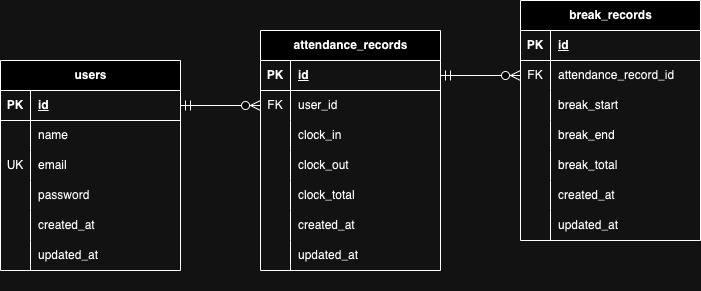 users
PK id
name
UK email
password
created_at
updated_at
attendance_records
PK id
FK user_id
clock_in
clock_out
clock_total
created_at
updated_at
break_records
PK id
FK attendance_record_id
break_start
break_end
break_total
created_at
updated_at